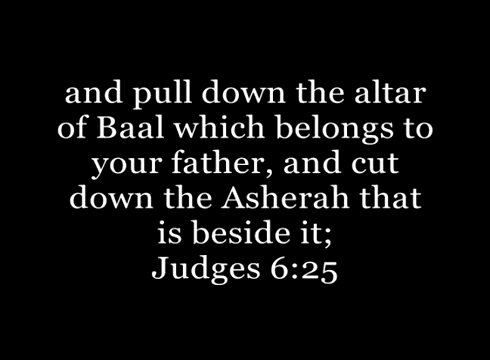 and pull down the altar
of Baal which belongs to
your father, and cut
down the Asherah that
is beside it;
Judges 6:25